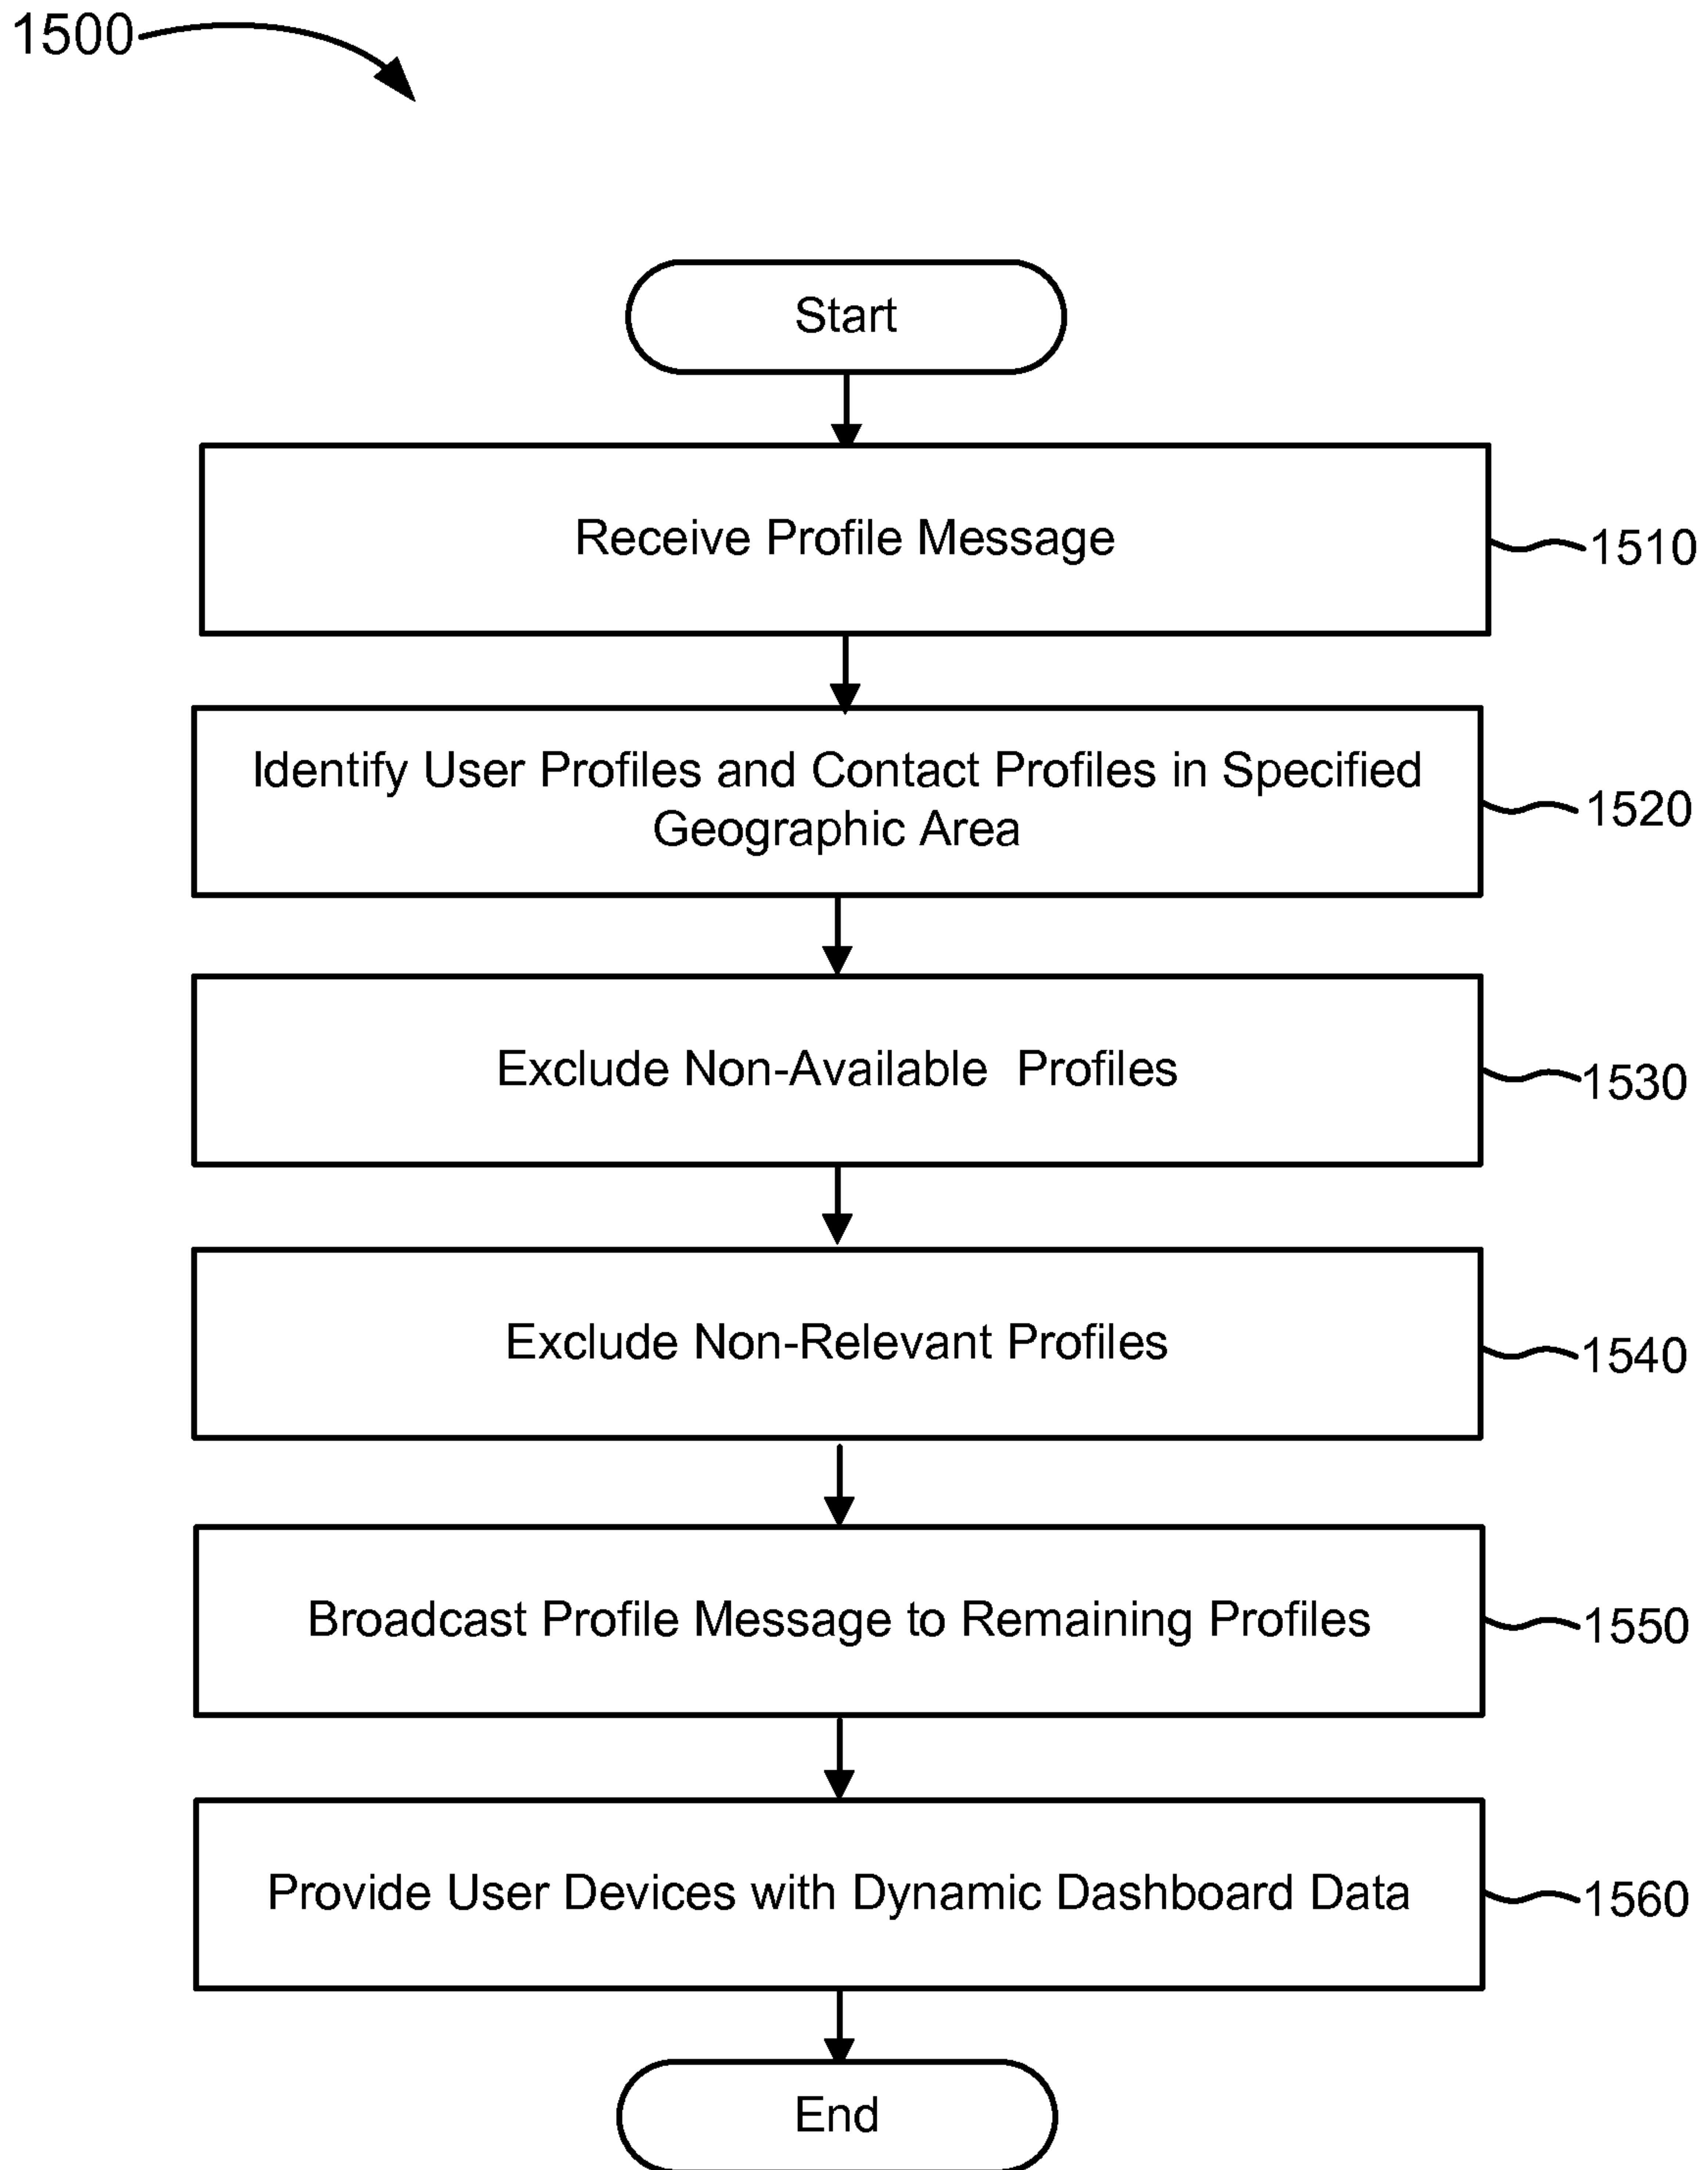 1500
Start
Receive Profile Message
1510
Identify User Profiles and Contact Profiles in Specified
Geographic Area
1520
Exclude Non-Available Profiles
1530
Exclude Non-Relevant Profiles
1540
Broadcast Profile Message to Remaining Profiles
1550
Provide User Devices with Dynamic Dashboard Data
1560
End